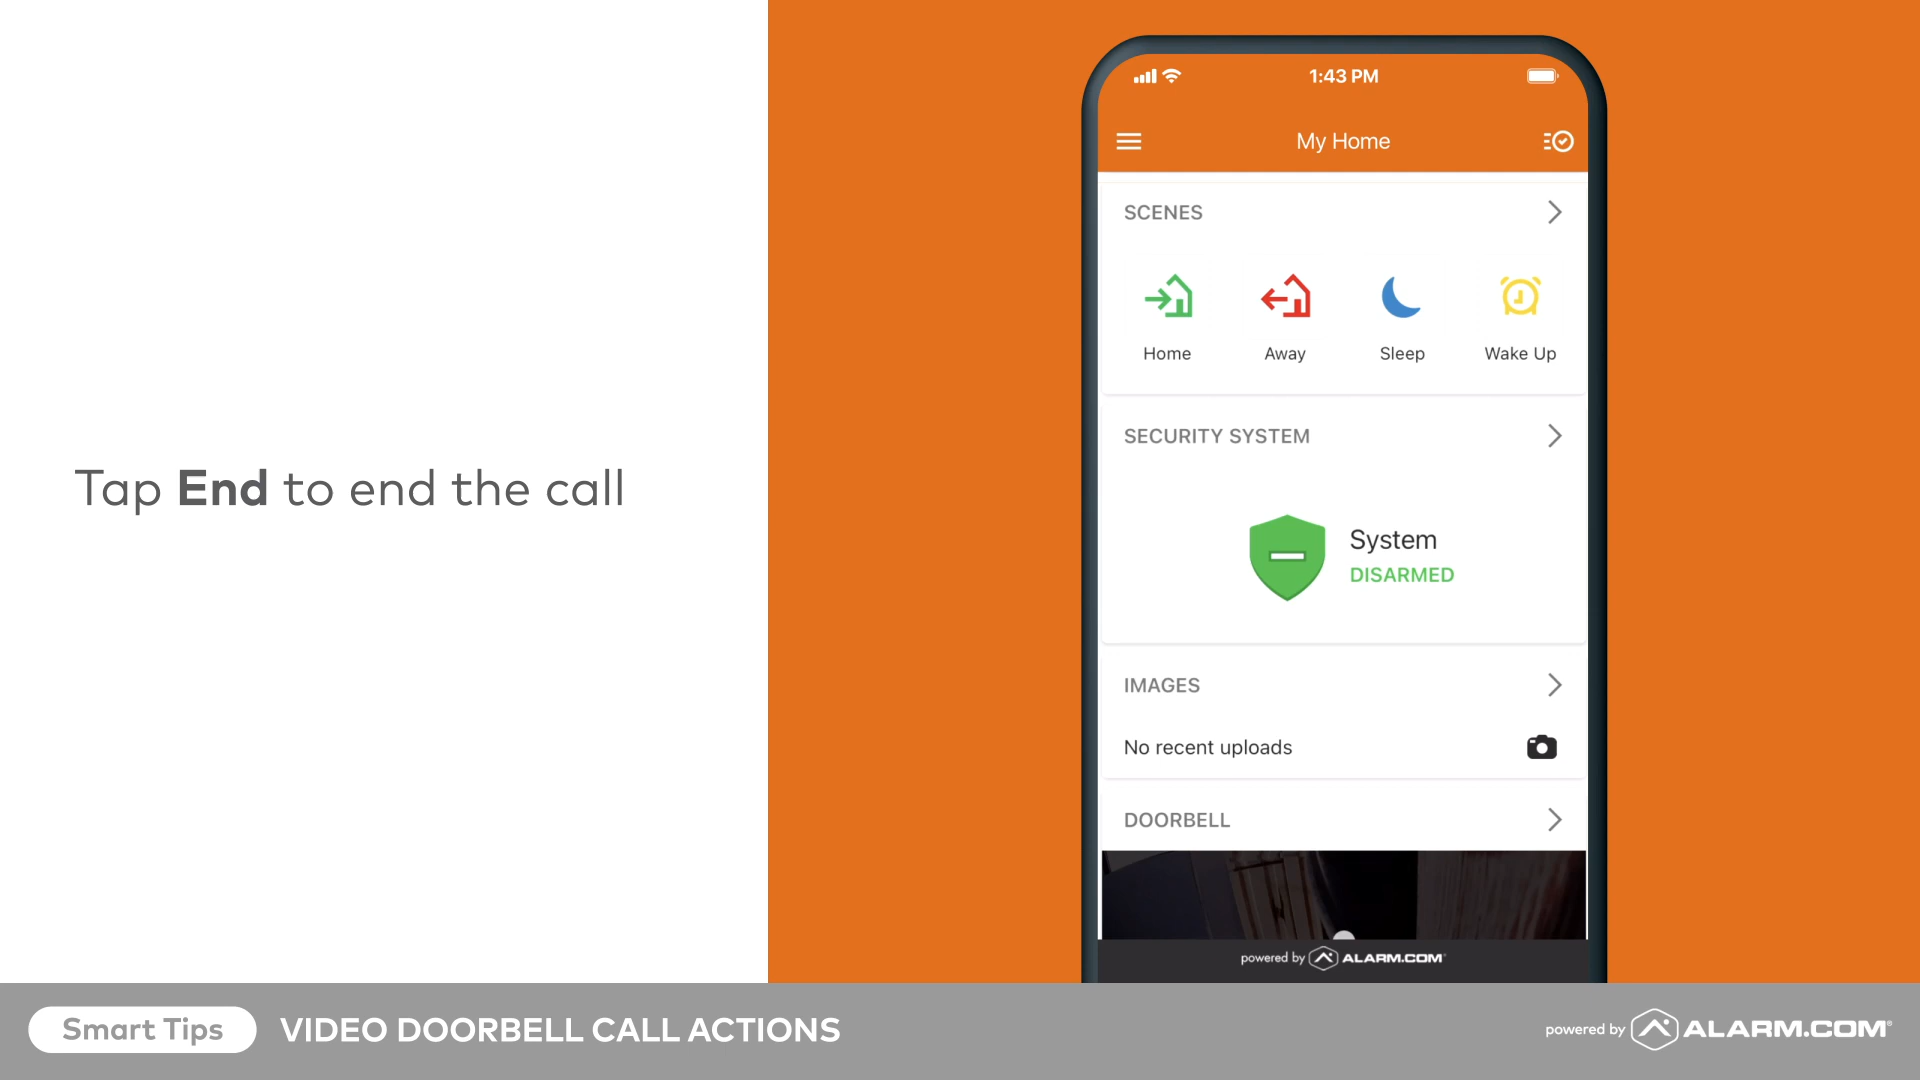 Tap End to end the call
1:43 PM
My Home
SCENES
Home Away Sleep Wake Up
SECURITY SYSTEM
System
DISARMED
IMAGES
No recent uploads
DOORBELL
powered by ALARM.COM
Smart Tips VIDEO DOORBELL CALL ACTIONS
powered by ALARM.COM®